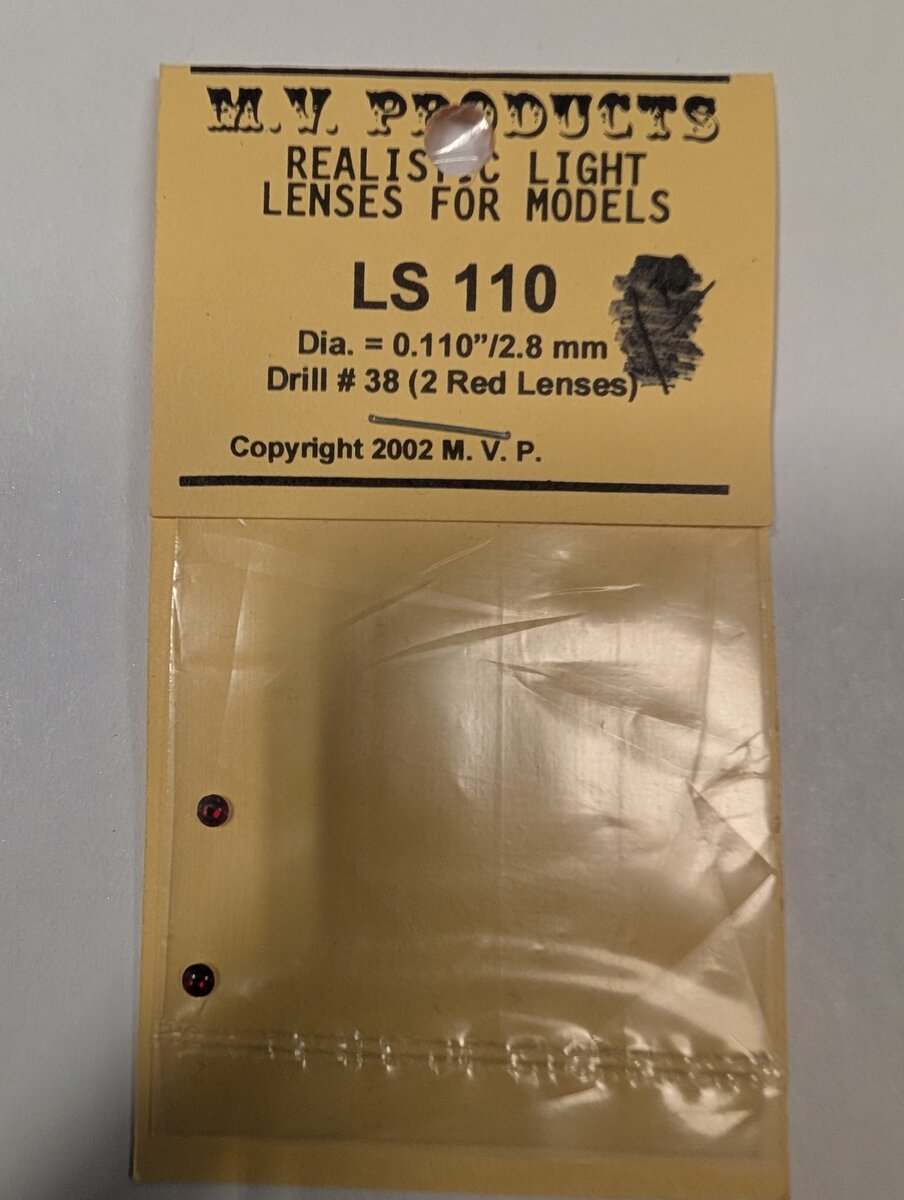 M.V. PRODUCTS
REALISTIC LIGHT
LENSES FOR MODELS
LS 110
Dia. = 0.110"/2.8 mm
Drill # 38 (2 Red Lenses)
Copyright 2002 M. V. P.